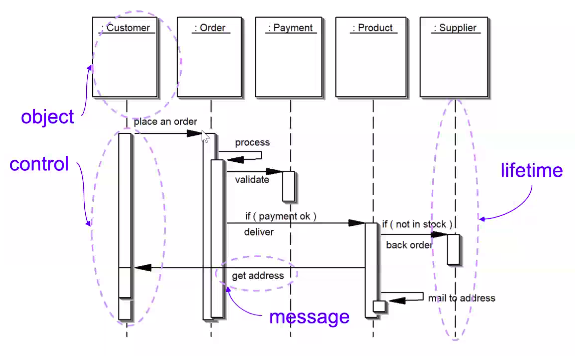 : Customer
: Order
: Payment
: Product
: Supplier
object
place an order
control
process
validate
lifetime
if ( payment ok )
deliver
if ( not in stock )
back order
get address
mail to address
message